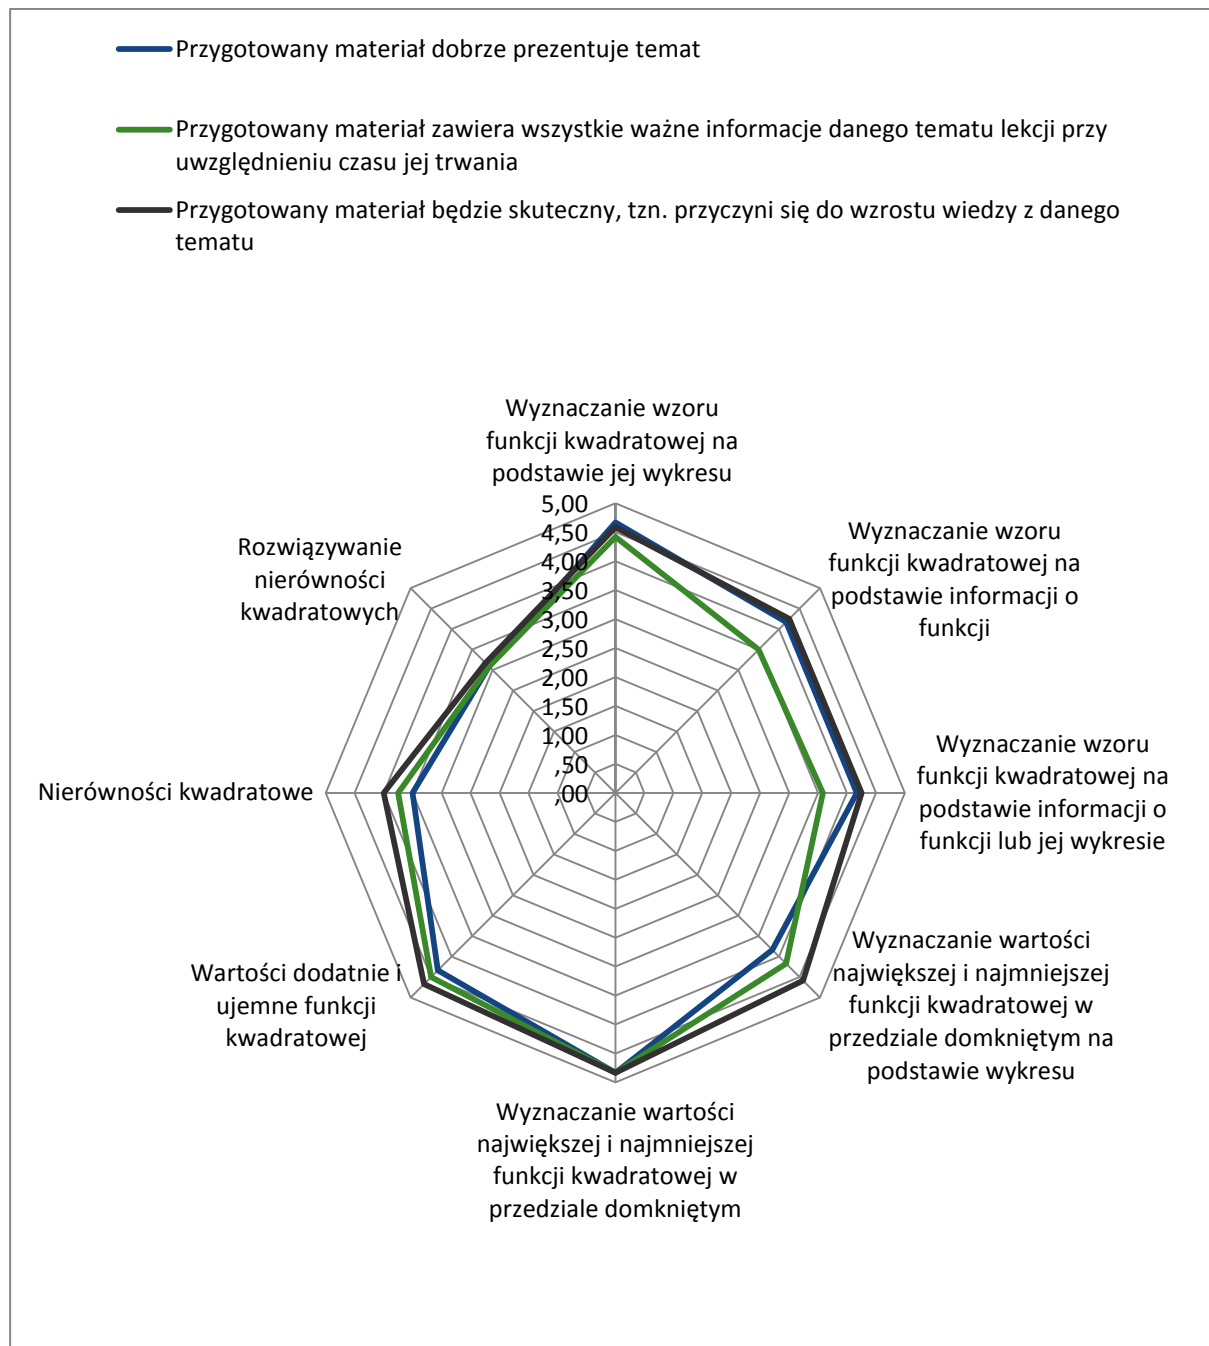 Przygotowany materiał dobrze prezentuje temat
Przygotowany materiał zawiera wszystkie ważne informacje danego tematu lekcji przy
uwzględnieniu czasu jej trwania
Przygotowany materiał będzie skuteczny, tzn. przyczyni się do wzrostu wiedzy z danego
tematu
Wyznaczanie wzoru
funkcji kwadratowej na
podstawie jej wykresu
5,00
4,50
4,00
3,50
3,00
2,50
2,00
1,50
1,00
,50
,00
Wyznaczanie wzoru
funkcji kwadratowej na
podstawie informacji o
funkcji
Wyznaczanie wzoru
funkcji kwadratowej na
podstawie informacji o
funkcji lub jej wykresie
Wyznaczanie wartości
największej i najmniejszej
funkcji kwadratowej w
przedziale domkniętym na
podstawie wykresu
Wyznaczanie wartości
największej i najmniejszej
funkcji kwadratowej w
przedziale domkniętym
Wartości dodatnie i
ujemne funkcji
kwadratowej
Nierówności kwadratowe
Rozwiązywanie
nierówności
kwadratowych